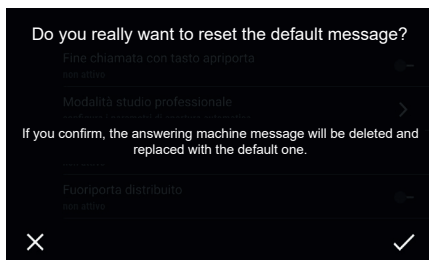 Do you really want to reset the default message?
Fine chiamata con tasto apriporta
non attivo
Modalità studio professionale
If you confirm, the answering machine message will be deleted and
replaced with the default one.
Fuoriporta distribuito
non attivo